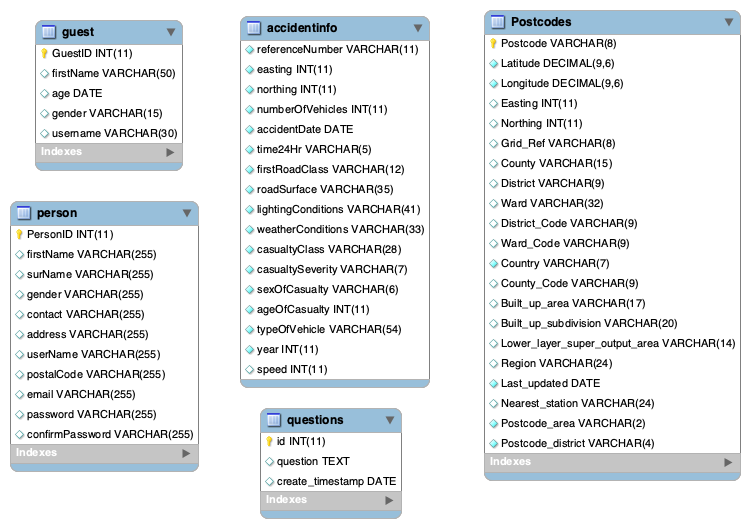 guest
GuestID INT(11)
firstName VARCHAR(50)
age DATE
gender VARCHAR(15)
username VARCHAR(30)
Indexes
person
PersonID INT(11)
firstName VARCHAR(255)
surName VARCHAR(255)
gender VARCHAR(255)
contact VARCHAR(255)
address VARCHAR(255)
userName VARCHAR(255)
postalCode VARCHAR(255)
email VARCHAR(255)
password VARCHAR(255)
confirmPassword VARCHAR(255)
Indexes
accidentinfo
referenceNumber VARCHAR(11)
easting INT(11)
northing INT(11)
numberOfVehicles INT(11)
accidentDate DATE
time24Hr VARCHAR(5)
firstRoadClass VARCHAR(12)
roadSurface VARCHAR(35)
lightingConditions VARCHAR(41)
weatherConditions VARCHAR(33)
casualtyClass VARCHAR(28)
casualtySeverity VARCHAR(7)
sexOfCasualty VARCHAR(6)
ageOfCasualty INT(11)
typeOfVehicle VARCHAR(54)
year INT(11)
speed INT(11)
questions
id INT(11)
question TEXT
create_timestamp DATE
Indexes
Postcodes
Postcode VARCHAR(8)
Latitude DECIMAL(9,6)
Longitude DECIMAL(9,6)
Easting INT(11)
Northing INT(11)
Grid_Ref VARCHAR(8)
County VARCHAR(15)
District VARCHAR(9)
Ward VARCHAR(32)
District_Code VARCHAR(9)
Ward_Code VARCHAR(9)
Country VARCHAR(7)
County_Code VARCHAR(9)
Built_up_area VARCHAR(17)
Built_up_subdivision VARCHAR(20)
Lower_layer_super_output_area VARCHAR(14)
Region VARCHAR(24)
Last_updated DATE
Nearest_station VARCHAR(24)
Postcode_area VARCHAR(2)
Postcode_district VARCHAR(4)
Indexes